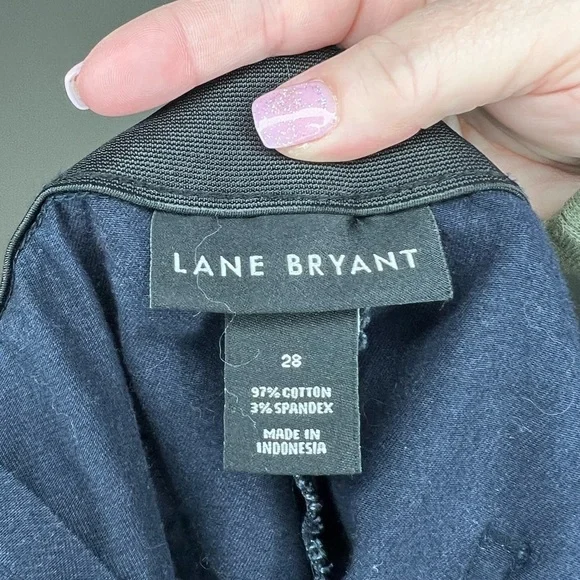 LANE BRYANT
28
97% COTTON
3% SPANDEX
MADE IN
INDONESIA